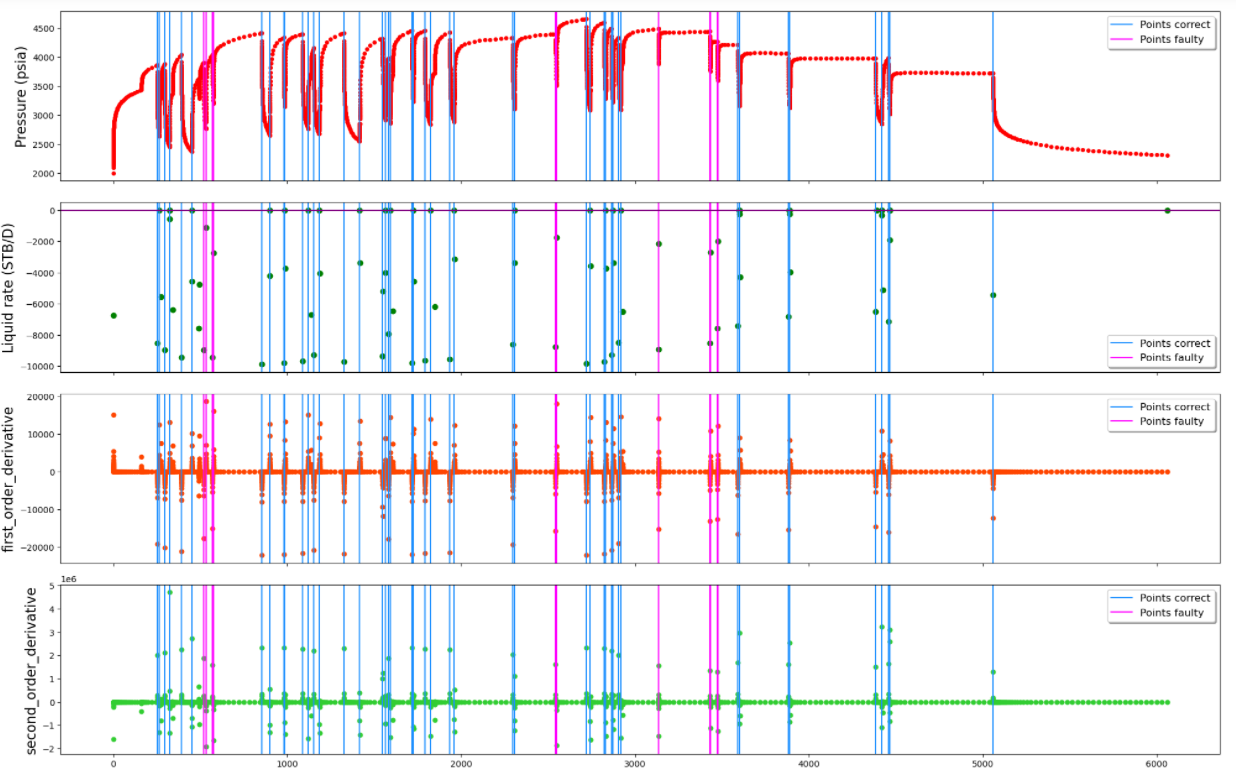 4500
4000
3500
3000
2500
2000
Pressure (psia)
Points correct
Points faulty
0
−2000
−4000
−6000
−8000
−10000
Liquid rate (STB/D)
Points correct
Points faulty
20000
10000
0
−10000
−20000
first_order_derivative
Points correct
Points faulty
1e6
5
4
3
2
1
0
−1
−2
second_order_derivative
Points correct
Points faulty
0 1000 2000 3000 4000 5000 6000